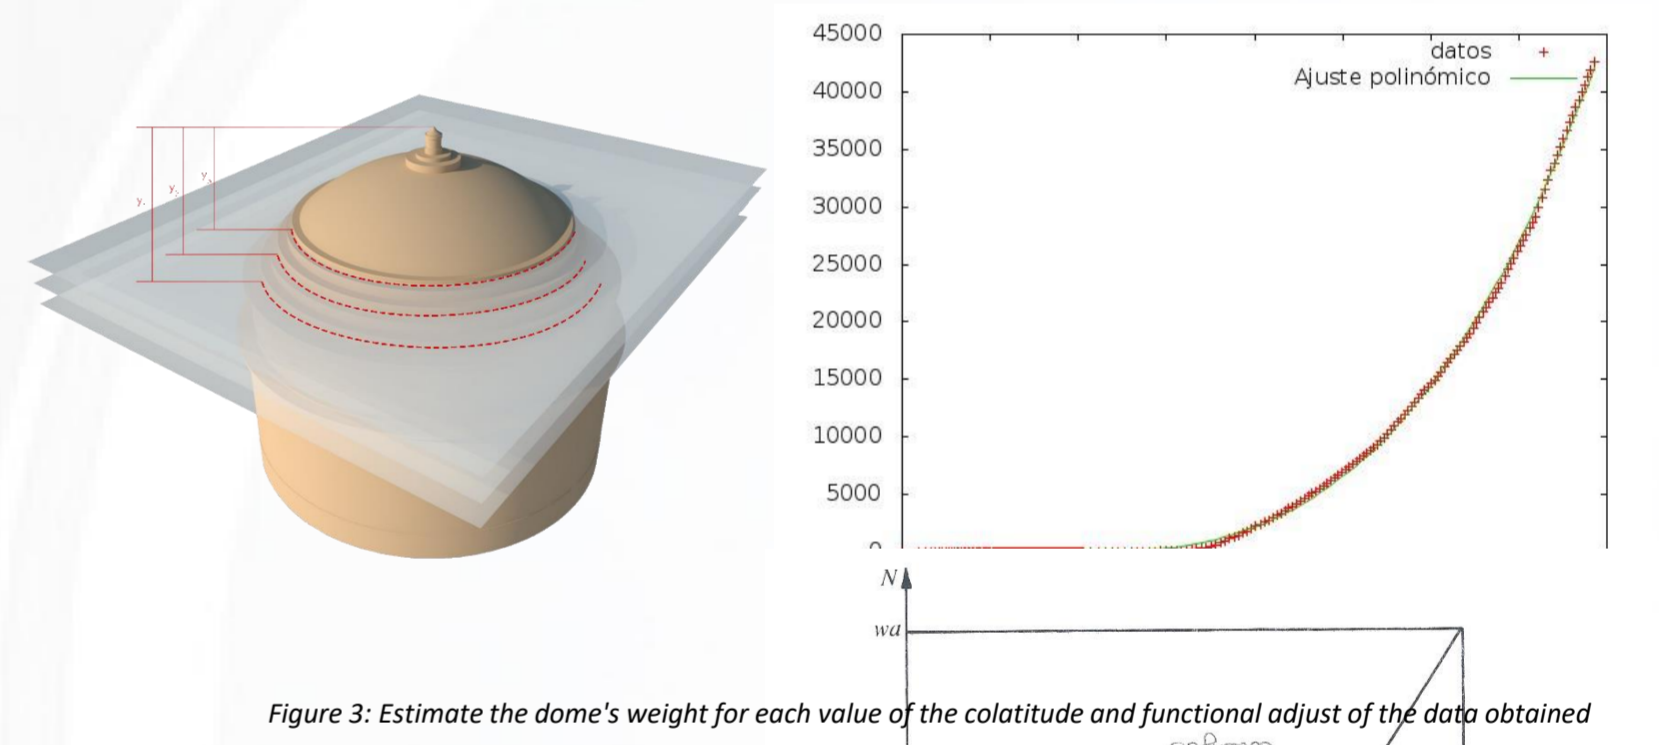 45000
datos
Ajuste polinómico
40000
35000
30000
25000
20000
15000
10000
5000
0
N
wa
Figure 3: Estimate the dome's weight for each value of the colatitude and functional adjust of the data obtained